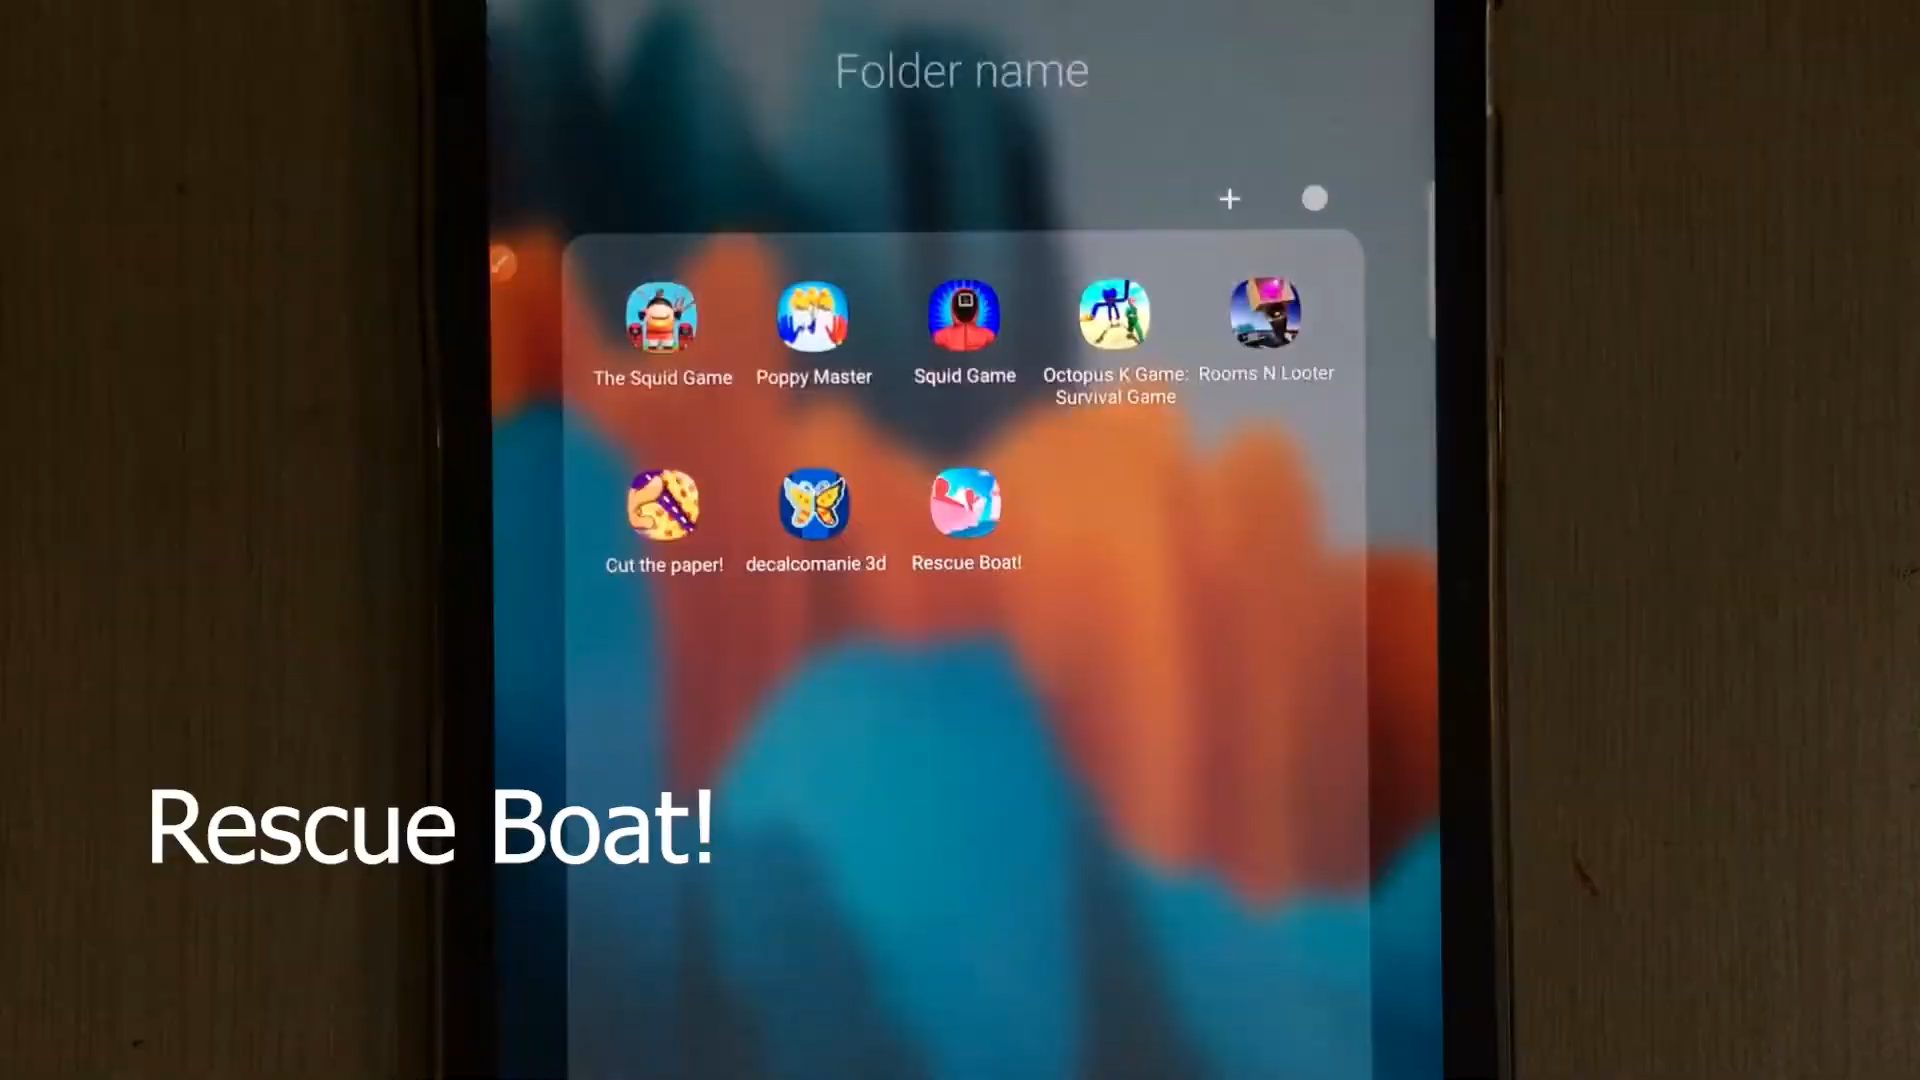 Folder name
The Squid Game
Poppy Master
Squid Game
Octopus K Game:
Survival Game
Rooms N Looter
Cut the paper!
decalcomanie 3d
Rescue Boat!
Rescue Boat!